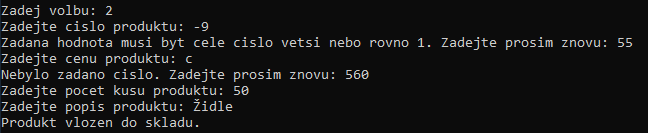 Zadej volbu: 2
Zadejte cislo produktu: -9
Zadana hodnota musi byt cele cislo vetsi nebo rovno 1. Zadejte prosim znovu: 55
Zadejte cenu produktu: c
Nebylo zadano cislo. Zadejte prosim znovu: 560
Zadejte pocet kusu produktu: 50
Zadejte popis produktu: Židle
Produkt vlozen do skladu.